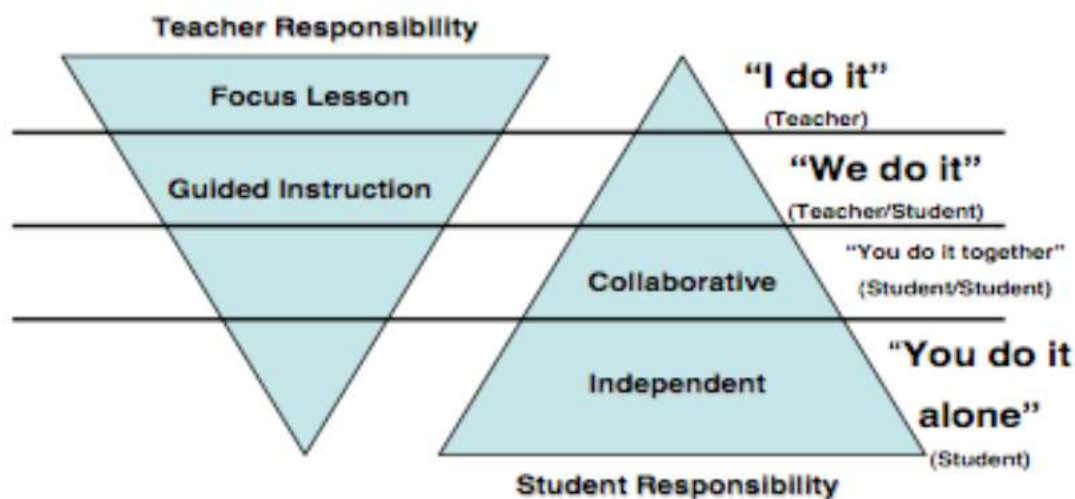 Teacher Responsibility
Focus Lesson
“I do it”
(Teacher)
Guided Instruction
“We do it”
(Teacher/Student)
Collaborative
“You do it together”
(Student/Student)
Independent
“You do it
alone”
(Student)
Student Responsibility